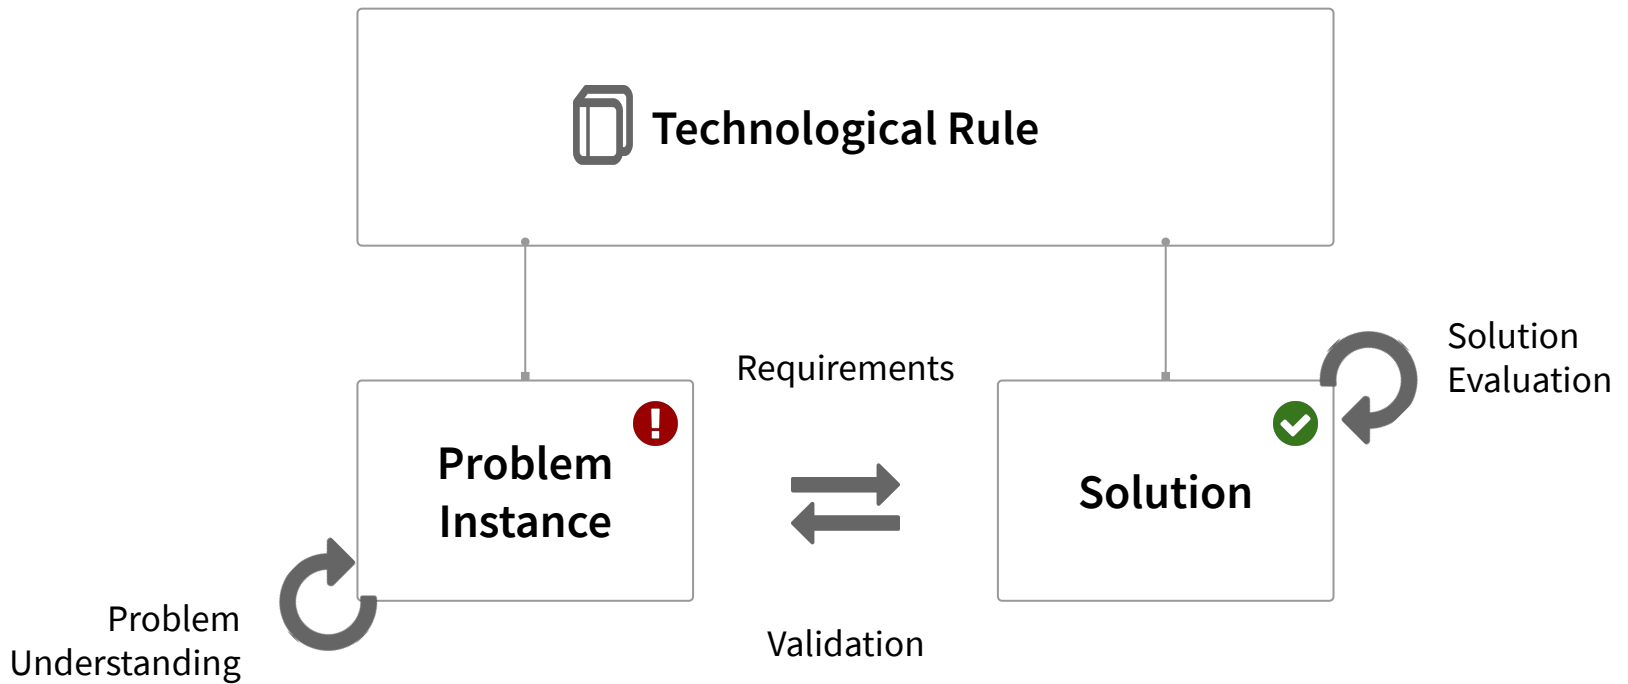 Technological Rule
Requirements
Solution
Evaluation
Problem
Instance
Solution
Problem
Understanding
Validation